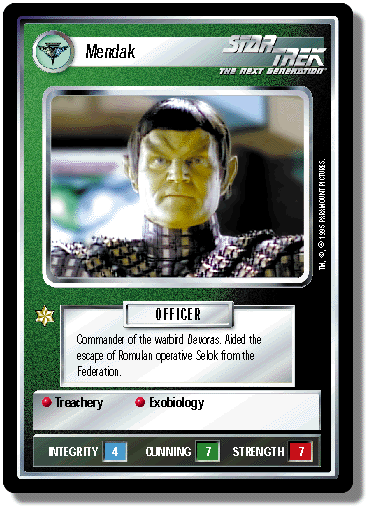 Mendak
STAR TREK
THE NEXT GENERATION
TM, ®, © 1995 PARAMOUNT PICTURES.
OFFICER
Commander of the warbird Devoras. Aided the
escape of Romulan operative Selok from the
Federation.
Treachery Exobiology
INTEGRITY 4 CUNNING 7 STRENGTH 7